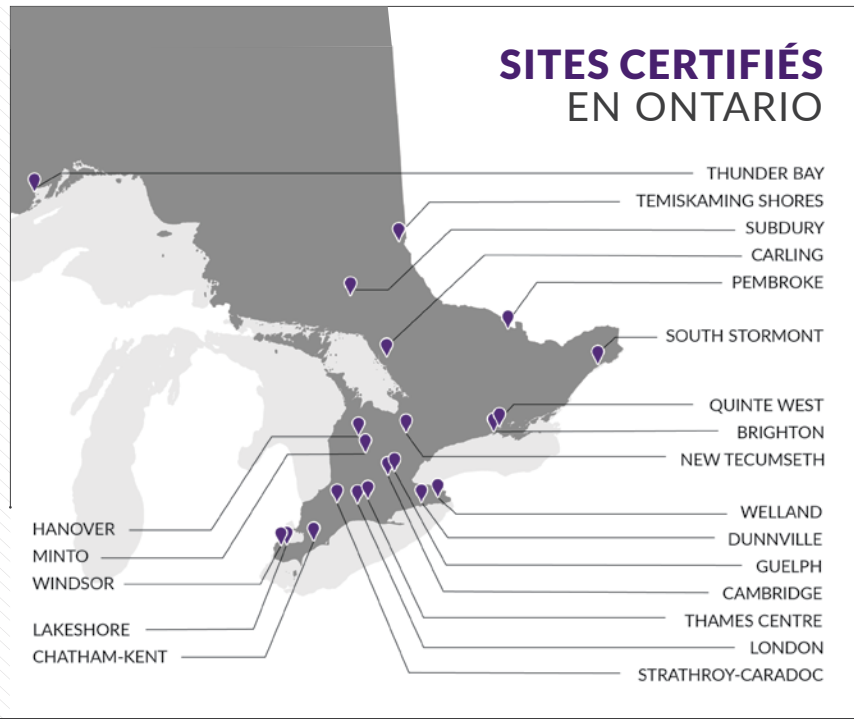 SITES CERTIFIÉS
EN ONTARIO
THUNDER BAY
TEMISKAMING SHORES
SUBDURY
CARLING
PEMBROKE
SOUTH STORMONT
QUINTE WEST
BRIGHTON
NEW TECUMSETH
HANOVER
MINTO
WINDSOR
LAKESHORE
CHATHAM-KENT
WELLAND
DUNNVILLE
GUELPH
CAMBRIDGE
THAMES CENTRE
LONDON
STRATHROY-CARADOC